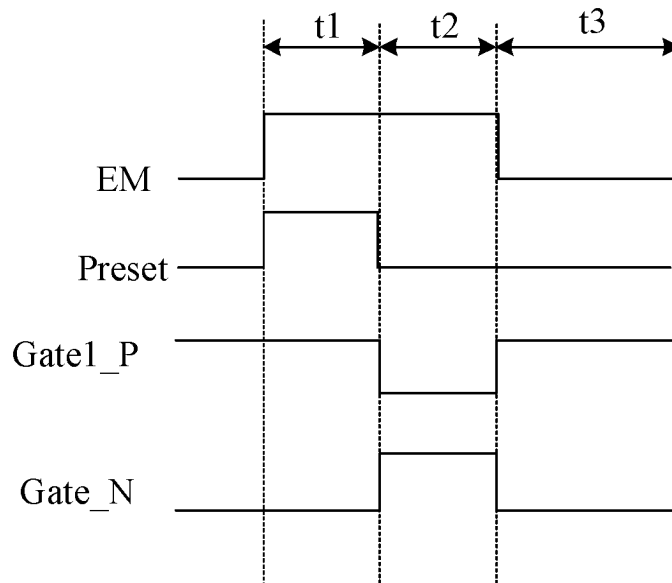 t1 t2 t3
EM
Preset
Gate1_P
Gate_N